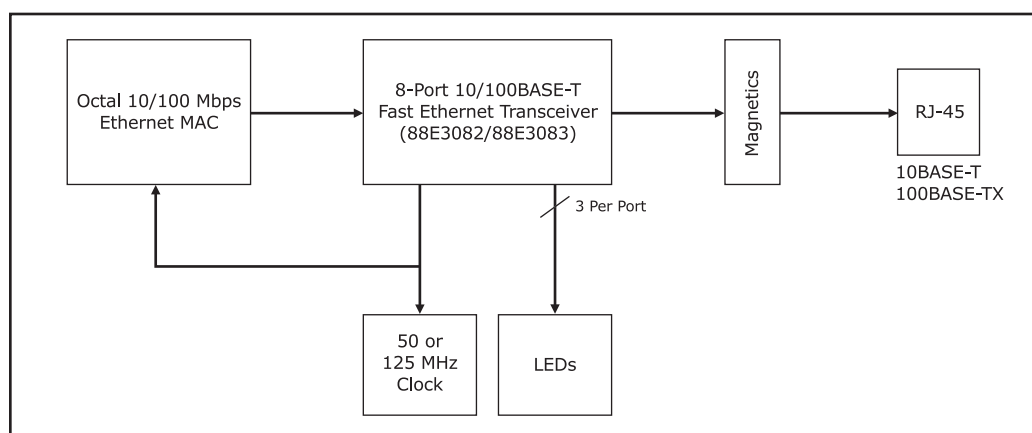 Octal 10/100 Mbps
Ethernet MAC
8-Port 10/100BASE-T
Fast Ethernet Transceiver
(88E3082/88E3083)
Magnetics
RJ-45
10BASE-T
100BASE-TX
3 Per Port
50 or
125 MHz
Clock
LEDs